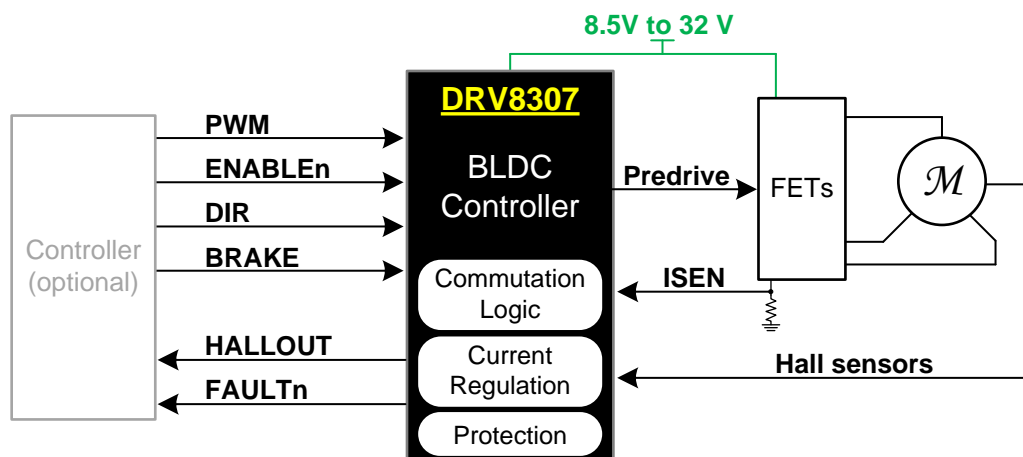 8.5V to 32 V
DRV8307
BLDC
Controller
PWM
ENABLEn
DIR
BRAKE
Controller
(optional)
HALLOUT
FAULTn
Predrive
FETs
M
Commutation
Logic
ISEN
Current
Regulation
Hall sensors
Protection